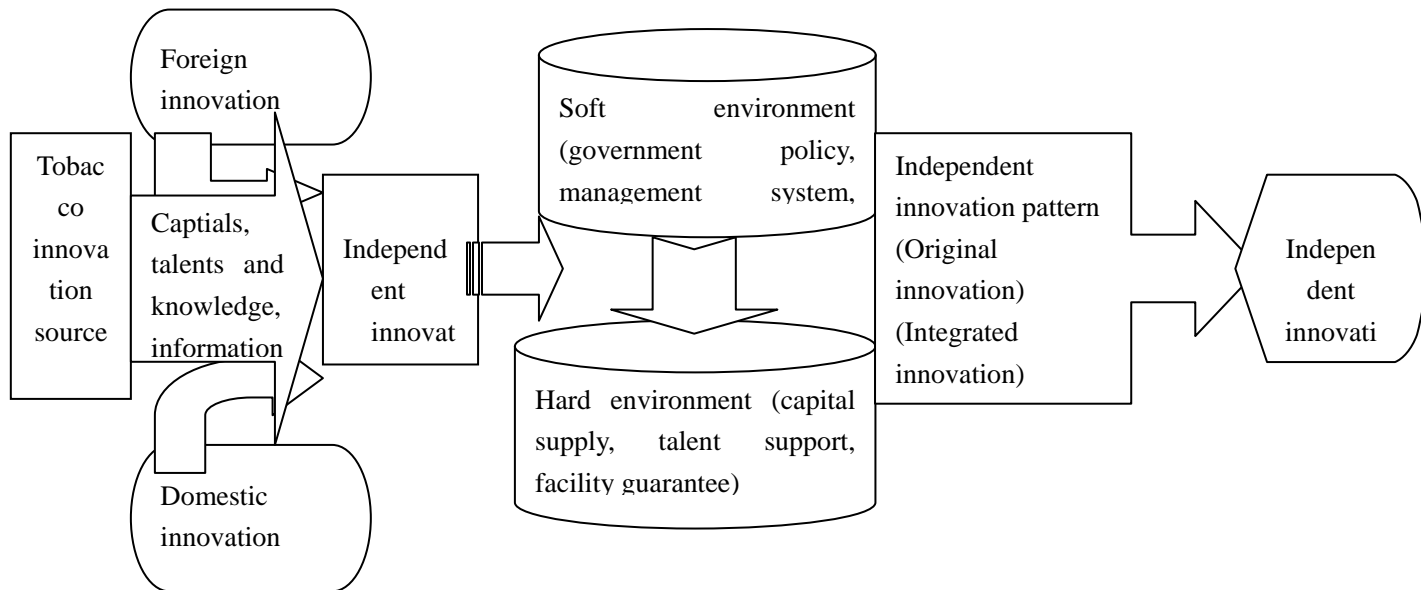 Foreign
innovation
Tobac
co
innova
tion
source
Captials,
talents and
knowledge,
information
Domestic
innovation
Independ
ent
innovat
Soft environment
(government policy,
management system,
Hard environment (capital
supply, talent support,
facility guarantee)
Independent
innovation pattern
(Original
innovation)
(Integrated
innovation)
Indepen
dent
innovati